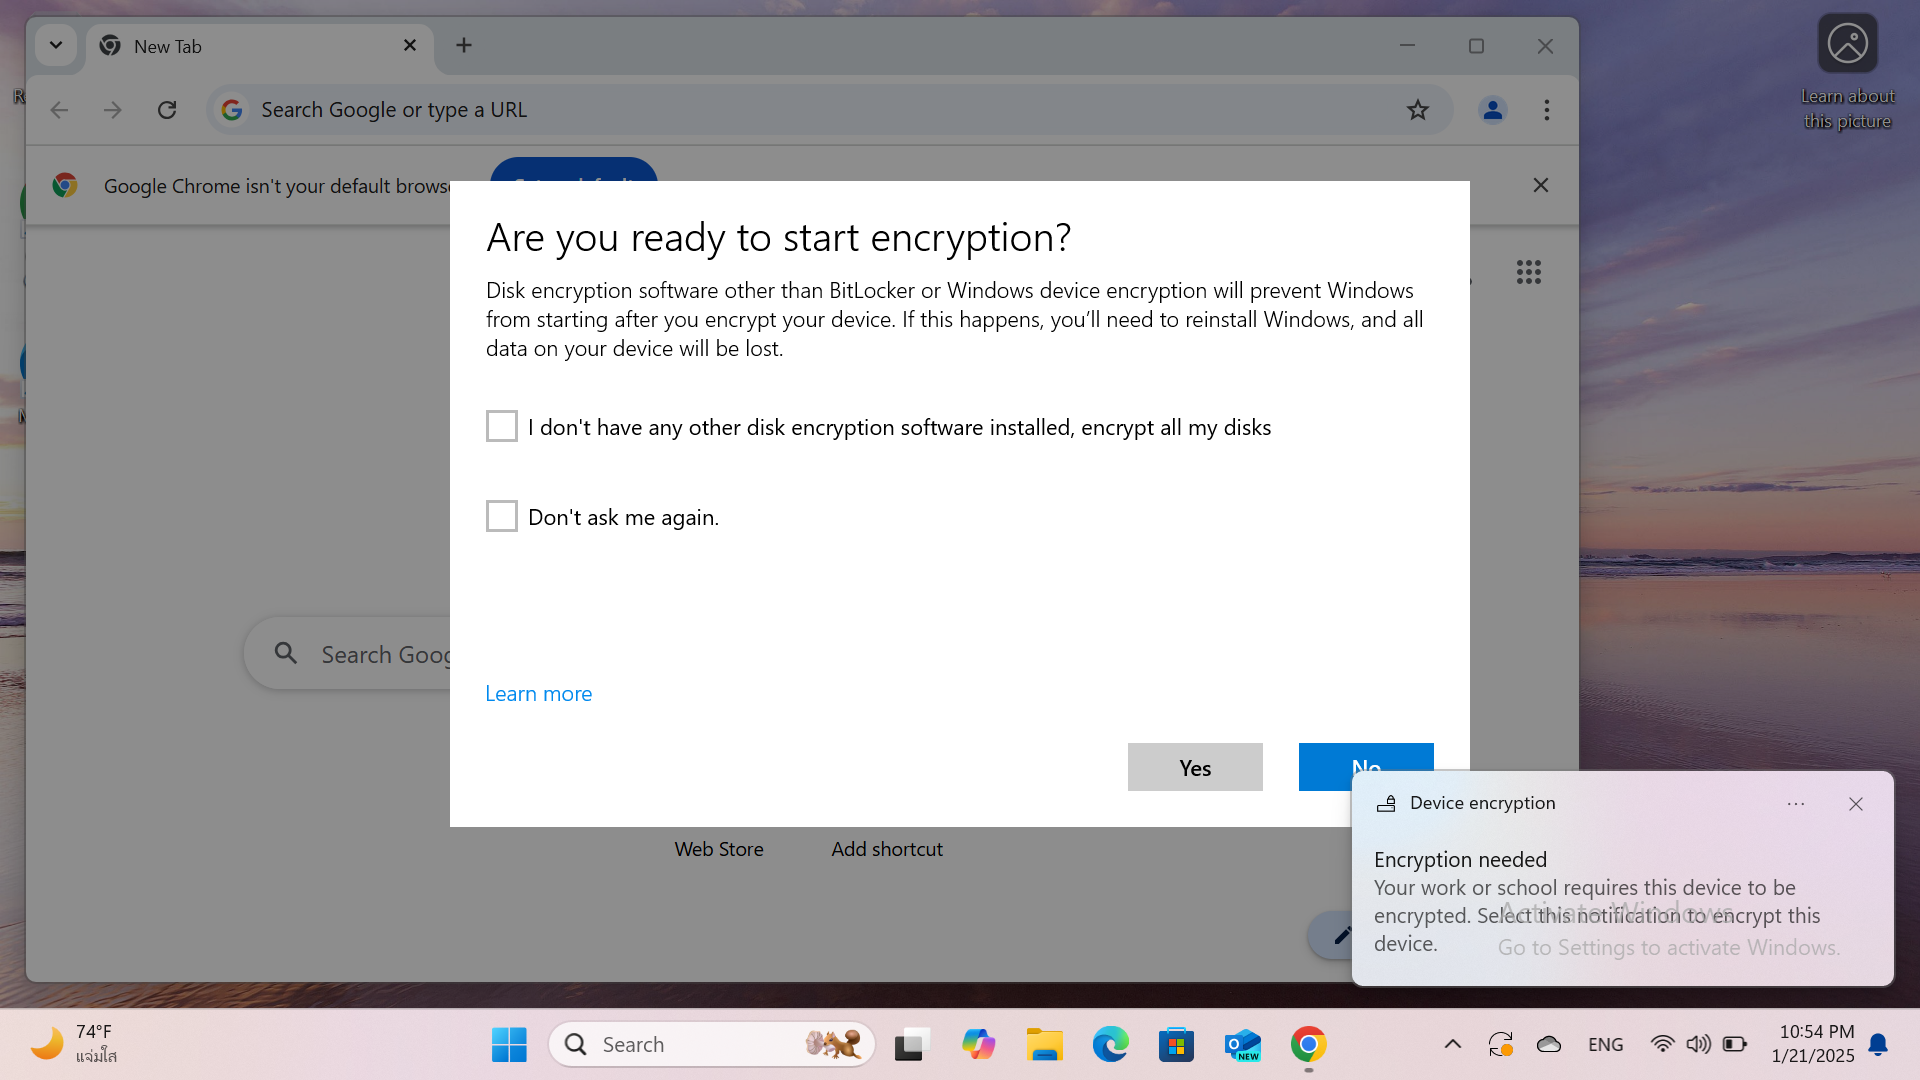 New Tab
Search Google or type a URL
Learn about
this picture
Google Chrome isn't your default
Are you ready to start encryption?
Disk encryption software other than BitLocker or Windows device encryption will prevent Windows
from starting after you encrypt your device. If this happens, you’ll need to reinstall Windows, and all
data on your device will be lost.
I don't have any other disk encryption software installed, encrypt all my disks
Don't ask me again.
Search
Learn more
Yes
No
Web Store
Add shortcut
Device encryption
Encryption needed
Your work or school requires this device to be
encrypted. Select this notification to encrypt this
device.
Activate Windows
Go to Settings to activate Windows.
74°F
แจ่มใส
Search
NEW
ENG
10:54 PM
1/21/2025